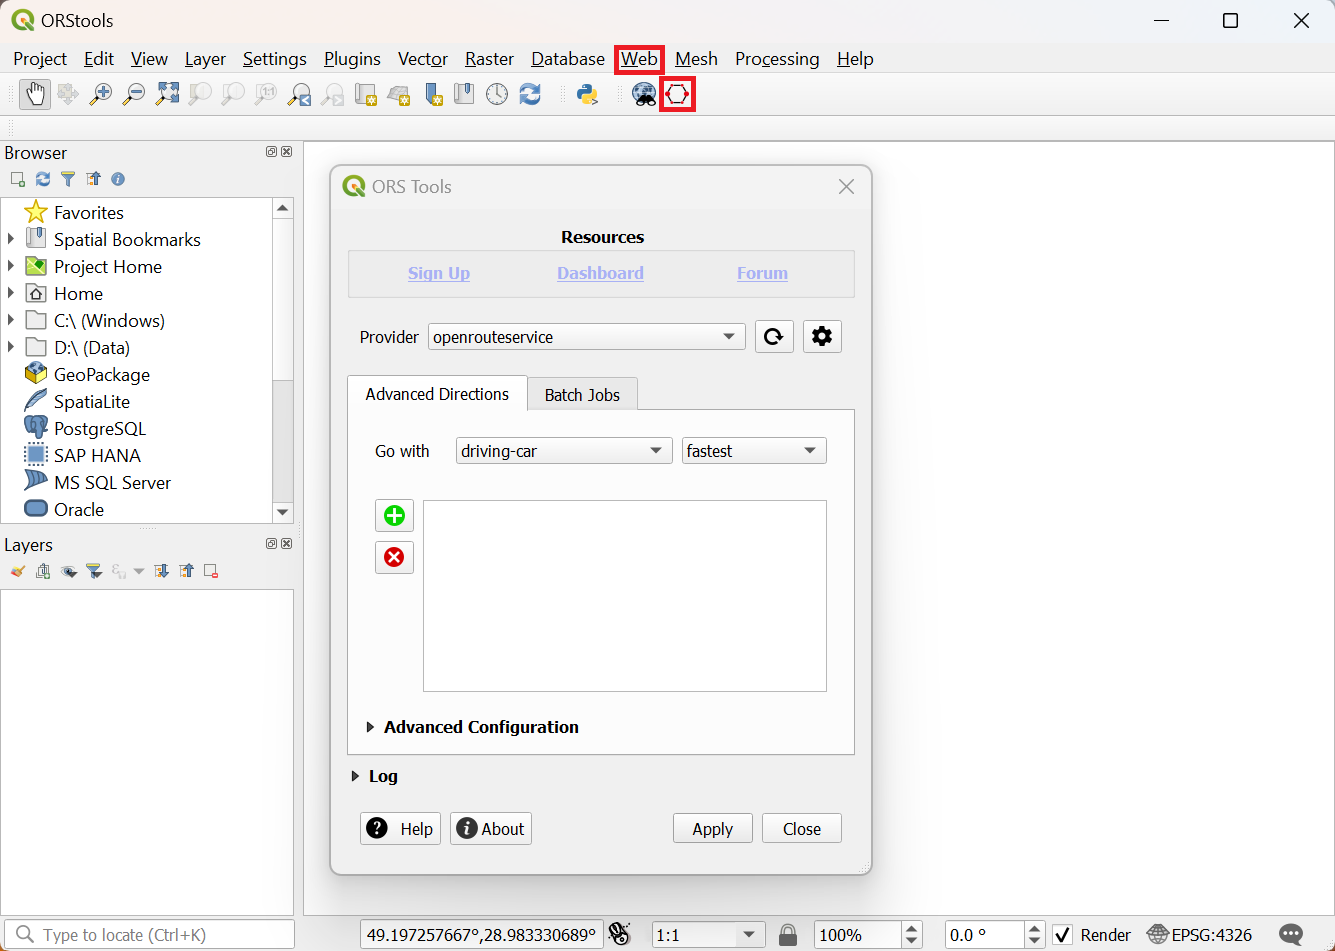 ORStools
Project Edit View Layer Settings Plugins Vector Raster Database Web Mesh Processing Help
1:1
Browser
Favorites
Spatial Bookmarks
Project Home
Home
C:\ (Windows)
D:\ (Data)
GeoPackage
SpatiaLite
PostgreSQL
SAP HANA
MS SQL Server
Oracle
Layers
ORS Tools
Resources
Sign Up Dashboard Forum
Provider openrouteservice
Advanced Directions Batch Jobs
Go with driving-car fastest
Advanced Configuration
Log
Help About Apply Close
Type to locate (Ctrl+K) 49.197257667°,28.983330689° 1:1 100% 0.0 ° Render EPSG:4326